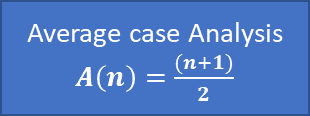 Average case Analysis
A(n) = (n+1)/2